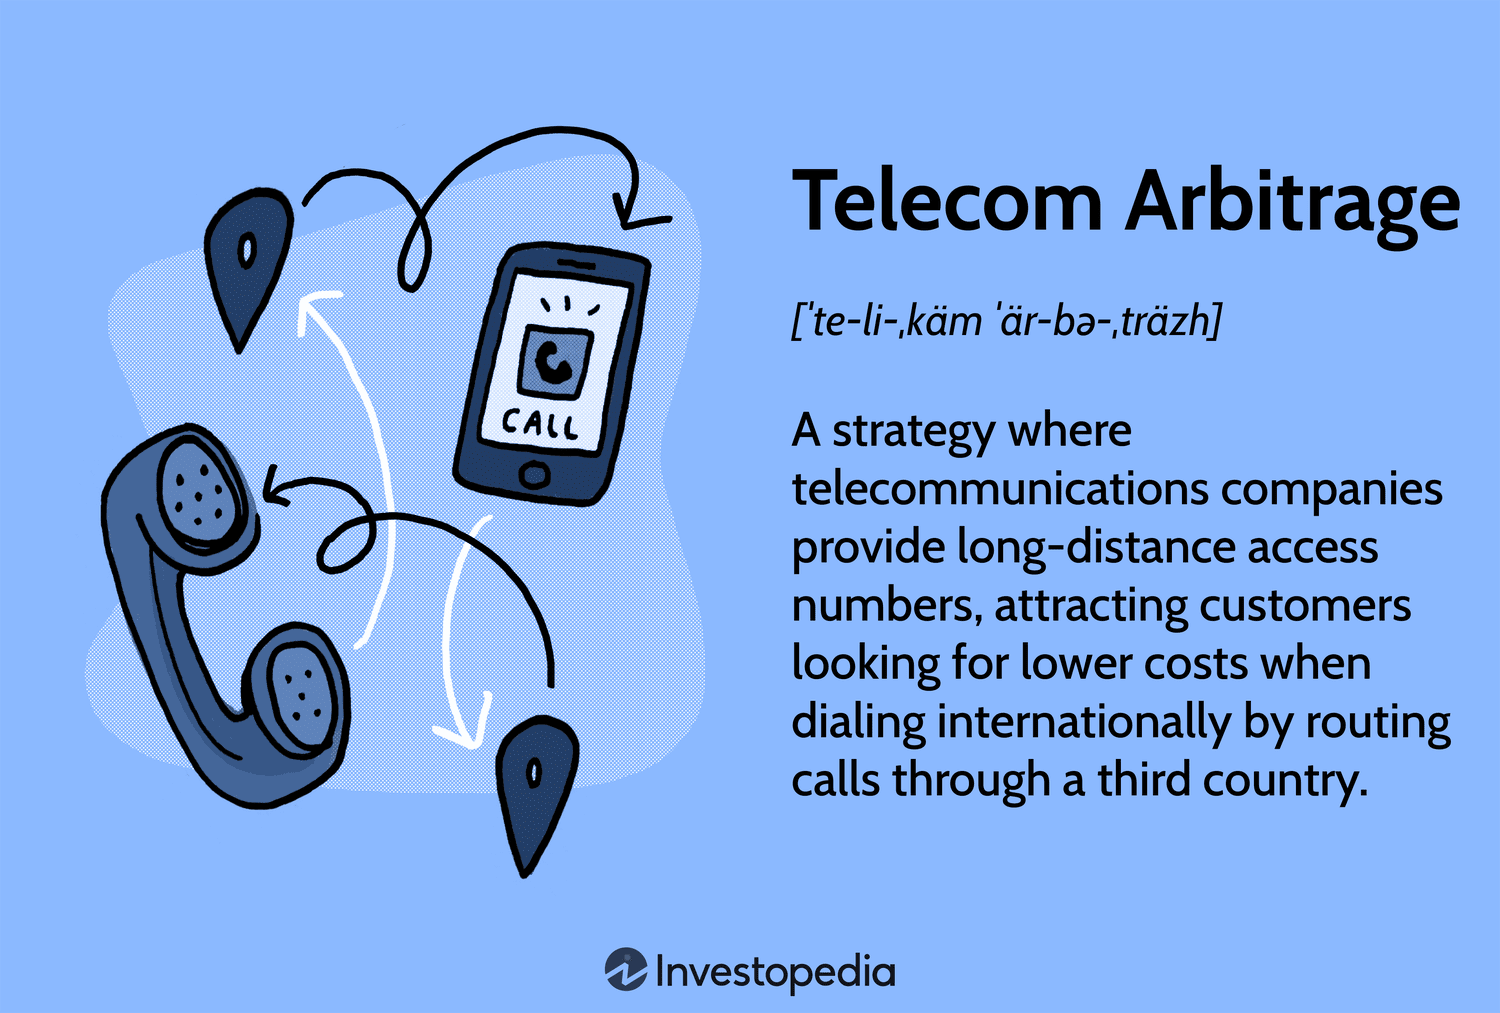 Telecom Arbitrage
[ˈte-li-ˌkäm ˈär-bə-ˌträzh]
A strategy where
telecommunications companies
provide long-distance access
numbers, attracting customers
looking for lower costs when
dialing internationally by routing
calls through a third country.
CALL
Investopedia